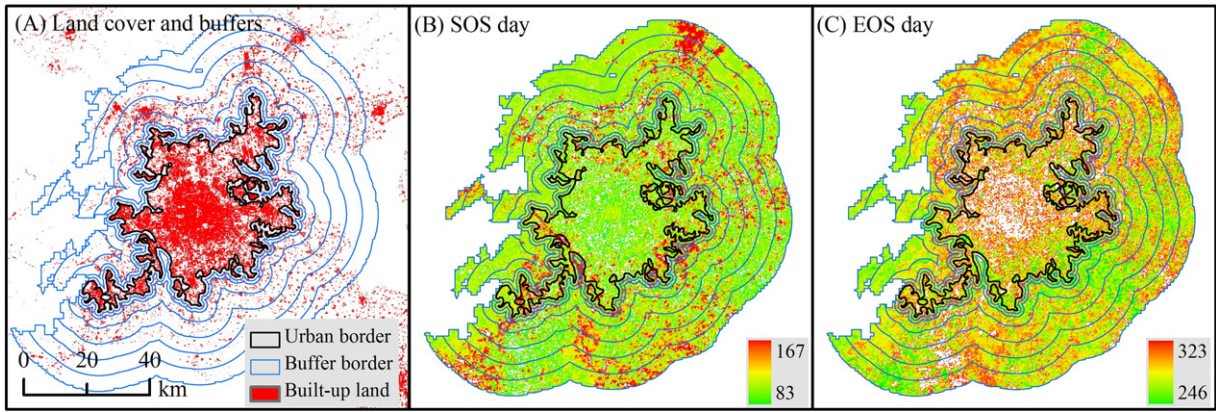 (A) Land cover and buffers
Urban border
Buffer border
Built-up land
0 20 40
km
(B) SOS day
167
83
(C) EOS day
323
246